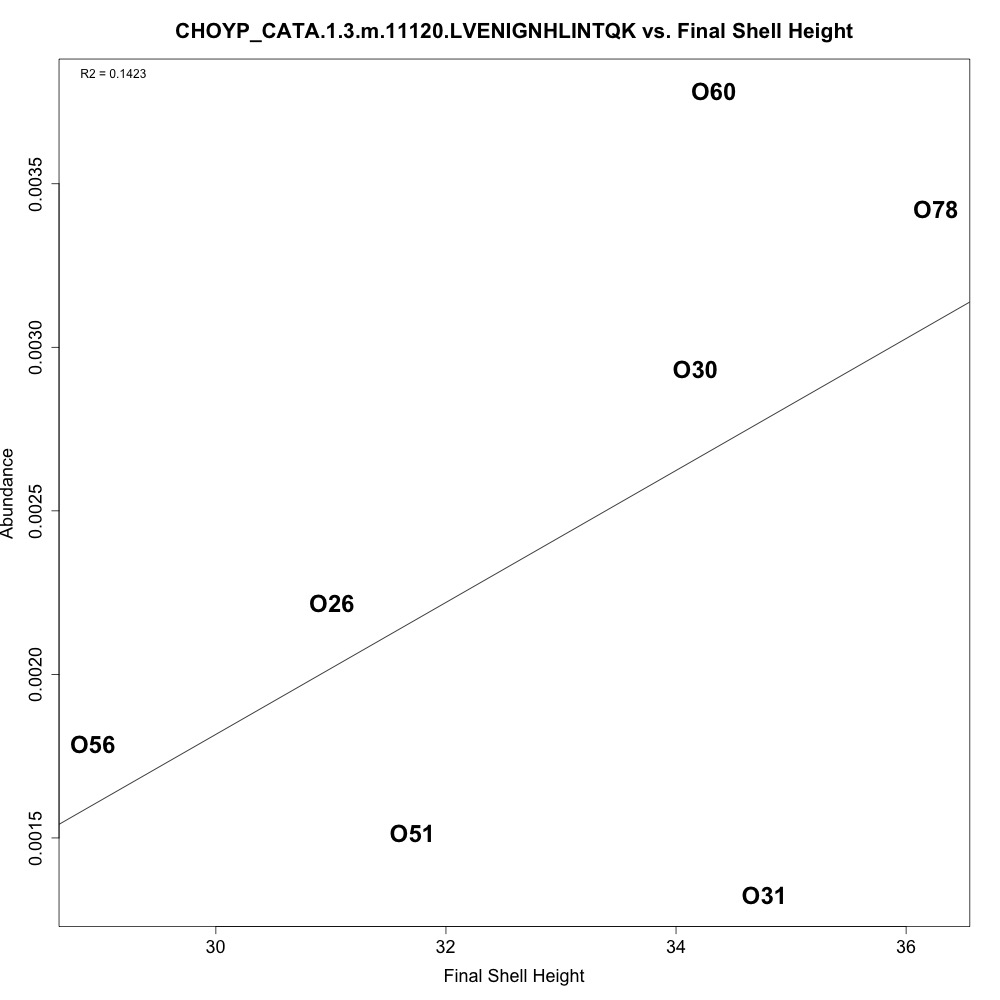 CHOYP_CATA.1.3.m.11120.LVENIGNHLINTQK vs. Final Shell Height
R2 = 0.1423
O60
O78
O30
O26
O56
O51
O31
0.0035
0.0030
0.0025
0.0020
0.0015
Abundance
30 32 34 36
Final Shell Height